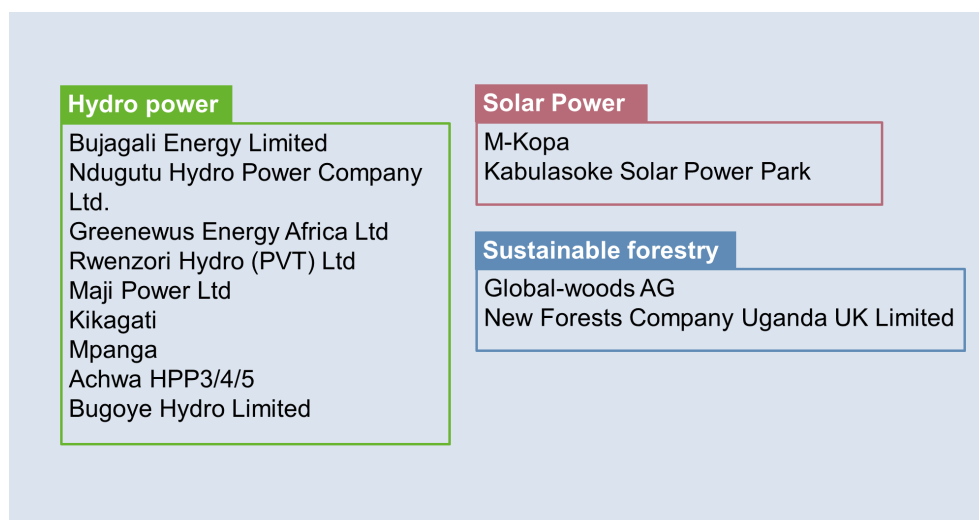 Hydro power
Bujagali Energy Limited
Ndugutu Hydro Power Company
Ltd.
Greenewus Energy Africa Ltd
Rwenzori Hydro (PVT) Ltd
Maji Power Ltd
Kikagati
Mpanga
Achwa HPP3/4/5
Bugoye Hydro Limited
Solar Power
M-Kopa
Kabulasoke Solar Power Park
Sustainable forestry
Global-woods AG
New Forests Company Uganda UK Limited